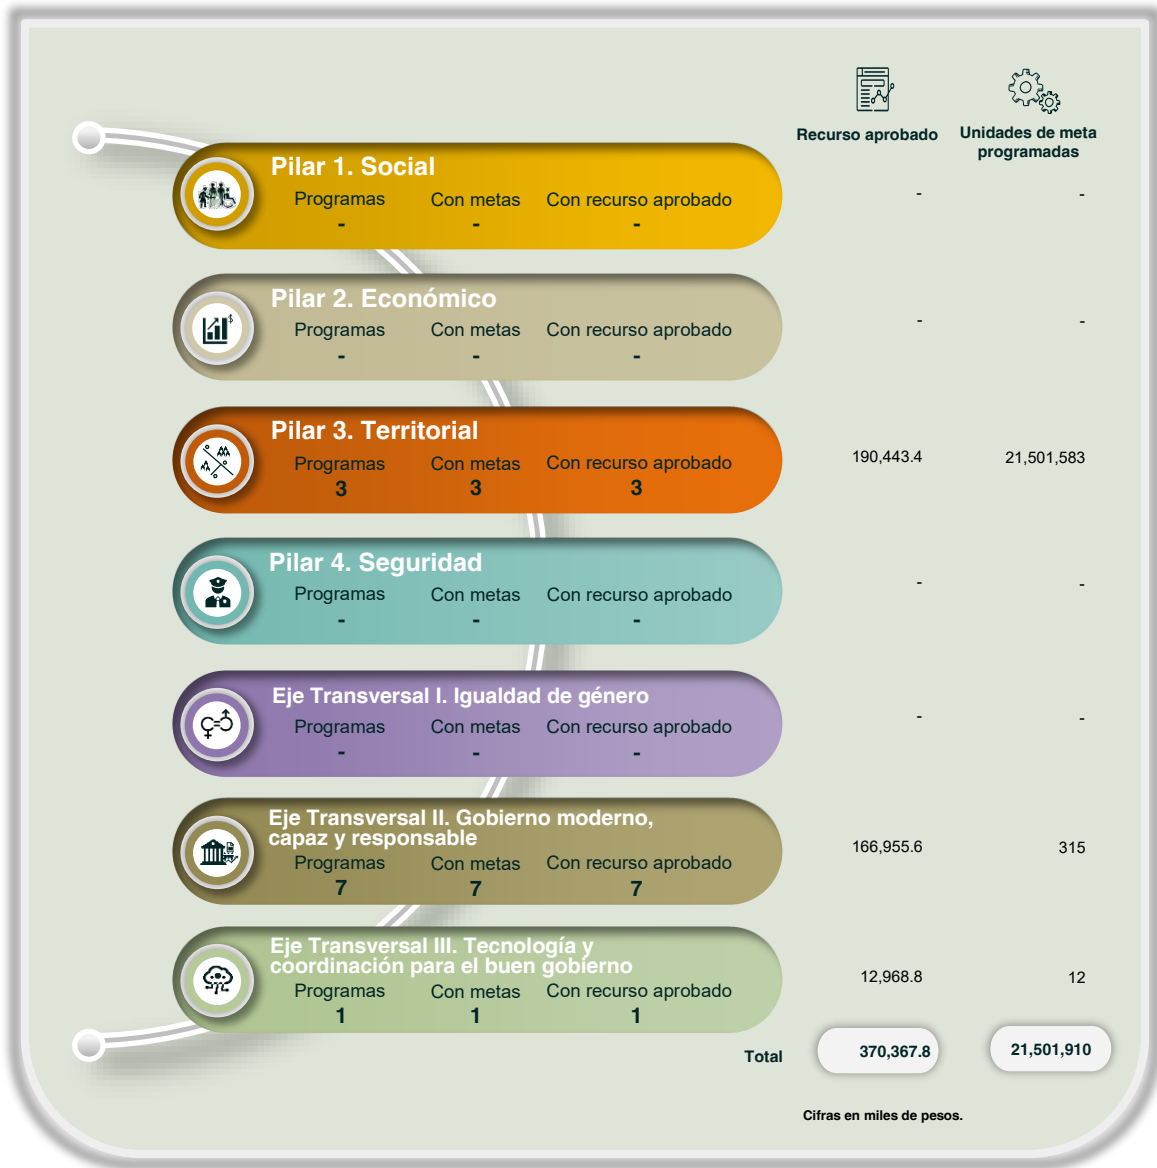 Recurso aprobado
Unidades de meta
programadas
Pilar 1. Social
Programas Con metas Con recurso aprobado
- - -
- -
Pilar 2. Económico
Programas Con metas Con recurso aprobado
- - -
- -
Pilar 3. Territorial
Programas Con metas Con recurso aprobado
3 3 3
190,443.4 21,501,583
Pilar 4. Seguridad
Programas Con metas Con recurso aprobado
- - -
- -
Eje Transversal I. Igualdad de género
Programas Con metas Con recurso aprobado
- - -
- -
Eje Transversal II. Gobierno moderno,
capaz y responsable
Programas Con metas Con recurso aprobado
7 7 7
166,955.6 315
Eje Transversal III. Tecnología y
coordinación para el buen gobierno
Programas Con metas Con recurso aprobado
1 1 1
12,968.8 12
Total 370,367.8 21,501,910
Cifras en miles de pesos.